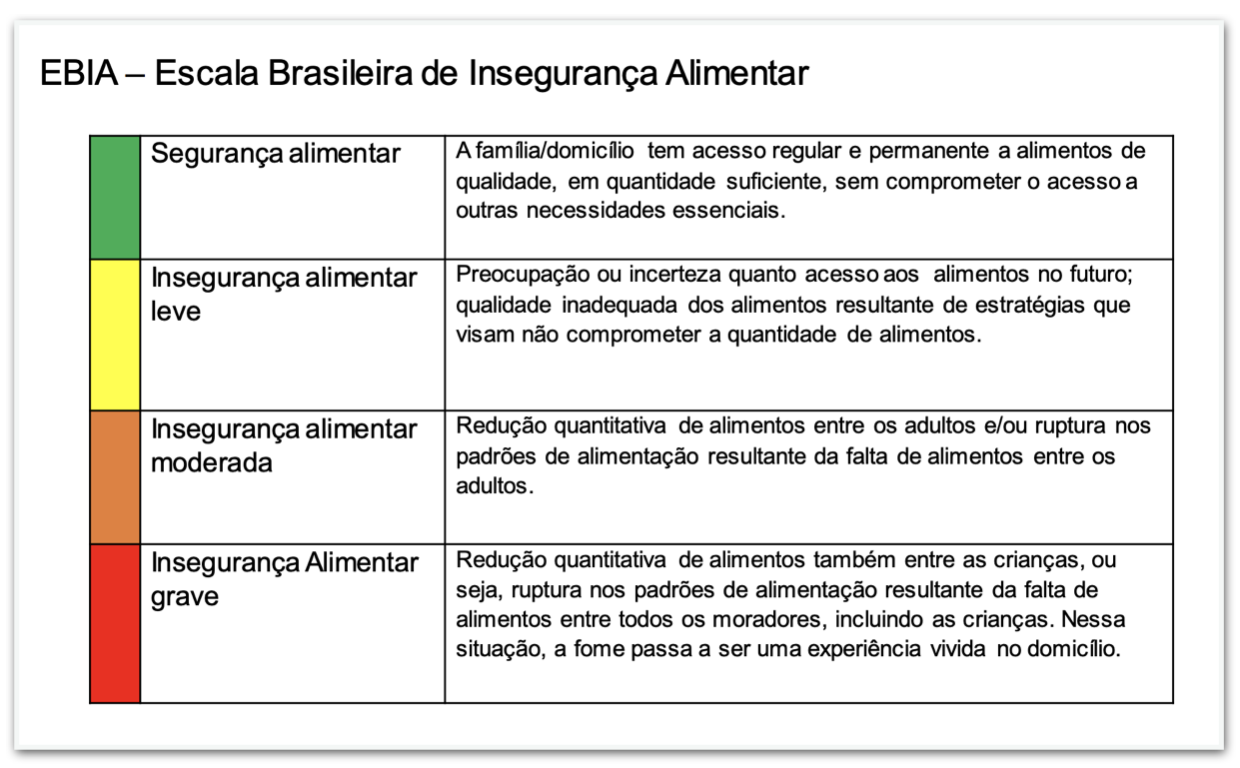 EBIA – Escala Brasileira de Insegurança Alimentar
Segurança alimentar
A família/domicílio tem acesso regular e permanente a alimentos de
qualidade, em quantidade suficiente, sem comprometer o acesso a
outras necessidades essenciais.
Insegurança alimentar
leve
Preocupação ou incerteza quanto acesso aos alimentos no futuro;
qualidade inadequada dos alimentos resultante de estratégias que
visam não comprometer a quantidade de alimentos.
Insegurança alimentar
moderada
Redução quantitativa de alimentos entre os adultos e/ou ruptura nos
padrões de alimentação resultante da falta de alimentos entre os
adultos.
Insegurança Alimentar
grave
Redução quantitativa de alimentos também entre as crianças, ou
seja, ruptura nos padrões de alimentação resultante da falta de
alimentos entre todos os moradores, incluindo as crianças. Nessa
situação, a fome passa a ser uma experiência vivida no domicílio.